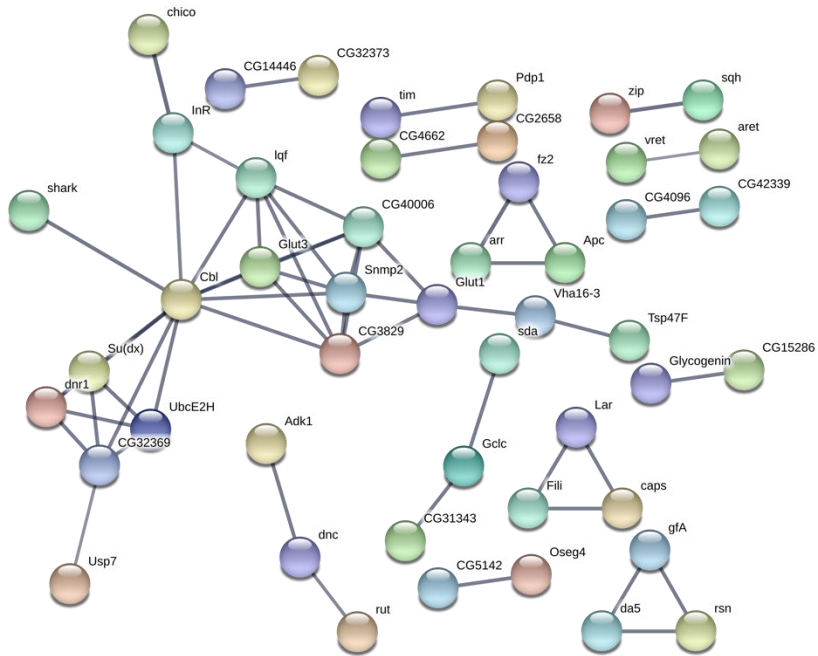 chico
CG14446
CG32373
InR
tim
Pdp1
CG4662
CG2658
zip
sqh
vret
aret
CG4096
CG42339
lqf
fz2
arr
Apc
shark
CG40006
Glut3
Cbl
Snmp2
Glut1
Vha16-3
CG3829
sda
Tsp47F
Glycogenin
CG15286
Su(dx)
dnr1
UbcE2H
CG32369
Usp7
Adk1
dnc
rut
Gclc
CG31343
Lar
Fili
caps
CG5142
Oseg4
gfA
da5
rsn